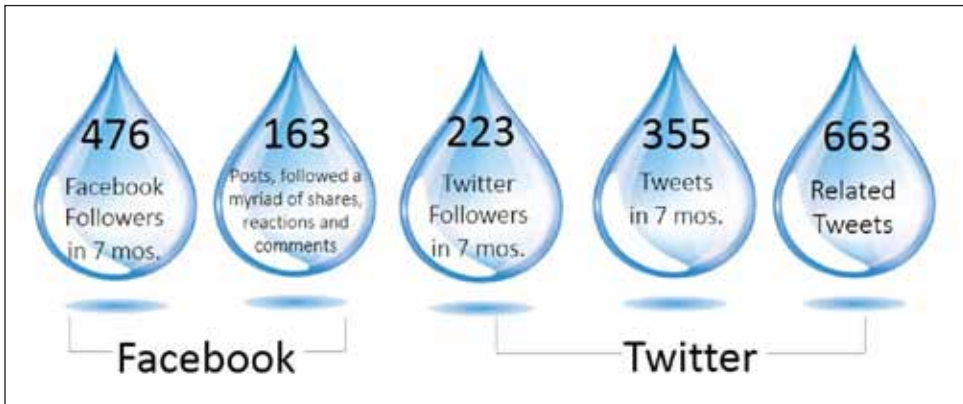 476
Facebook
Followers
in 7 mos.
163
Posts, followed a
myriad of shares,
reactions and
comments
223
Twitter
Followers
in 7 mos.
355
Tweets
in 7 mos.
663
Related
Tweets
Facebook
Twitter